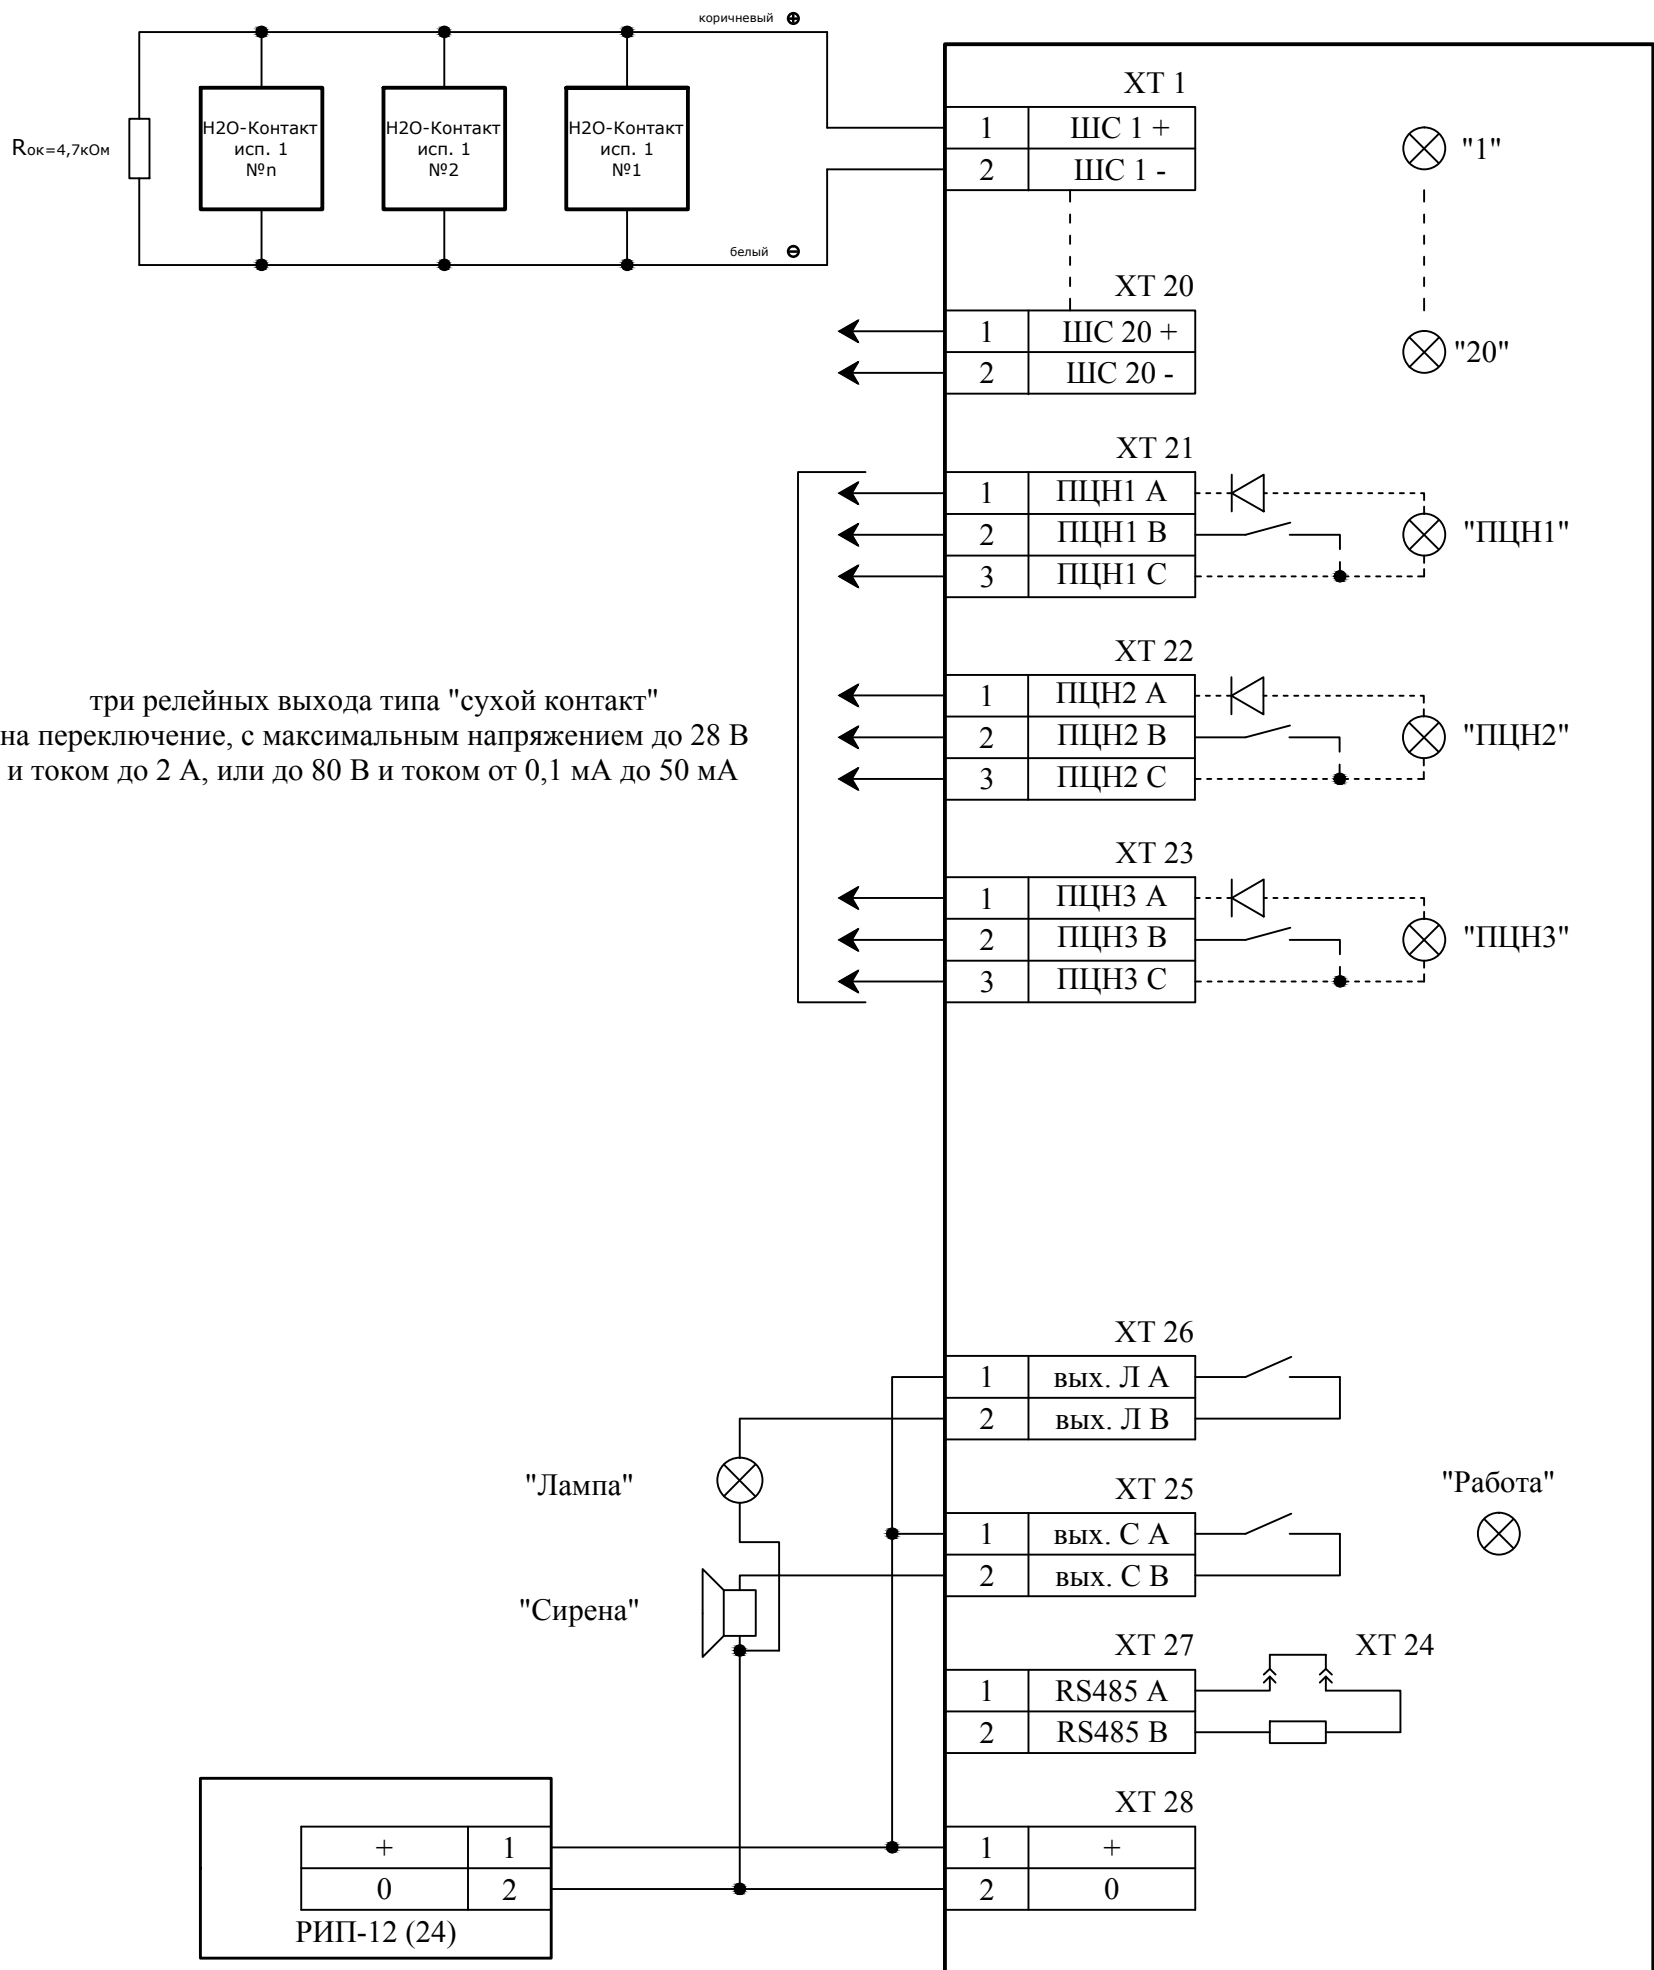 коричневый ⊕
H2O-Контакт
исп. 1
№n
H2O-Контакт
исп. 1
№2
H2O-Контакт
исп. 1
№1
Rок=4,7кОм
белый ⊖
XT 1
1 ШС 1 +
2 ШС 1 -
"1"
XT 20
1 ШС 20 +
2 ШС 20 -
"20"
XT 21
1 ПЦН1 А
2 ПЦН1 В
3 ПЦН1 С
"ПЦН1"
три релейных выхода типа "сухой контакт"
на переключение, с максимальным напряжением до 28 В
и током до 2 А, или до 80 В и током от 0,1 мА до 50 мА
XT 22
1 ПЦН2 А
2 ПЦН2 В
3 ПЦН2 С
"ПЦН2"
XT 23
1 ПЦН3 А
2 ПЦН3 В
3 ПЦН3 С
"ПЦН3"
XT 26
1 вых. Л А
2 вых. Л В
"Лампа"
XT 25
1 вых. С А
2 вых. С В
"Работа"
"Сирена"
XT 27
XT 24
1 RS485 A
2 RS485 B
XT 28
1 +
2 0
+ 1
0 2
РИП-12 (24)